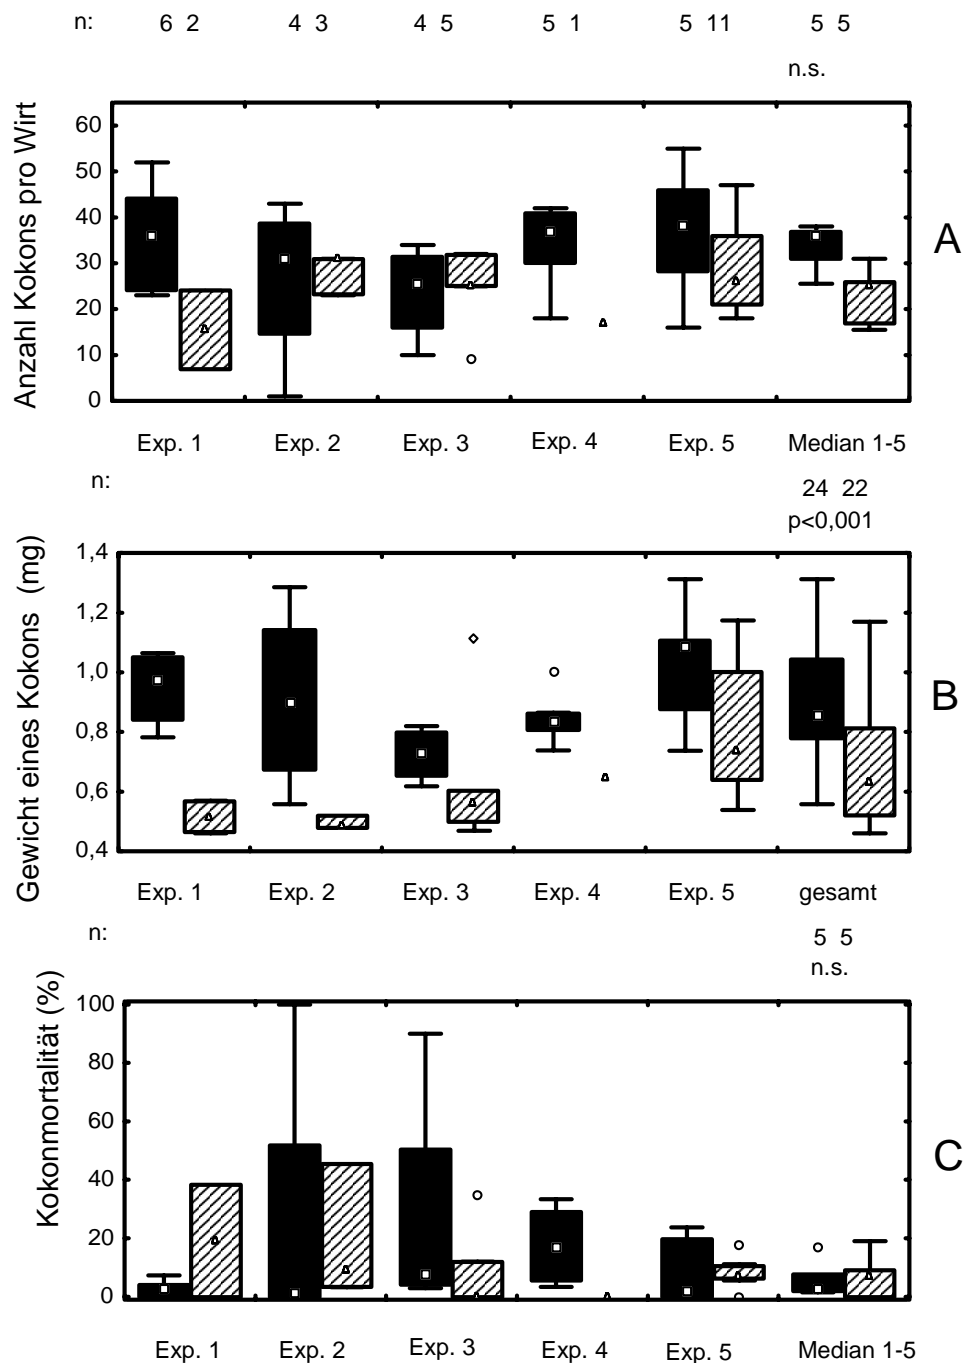 n: 6 2 4 3 4 5 5 1 5 11 5 5
n.s.
Anzahl Kokons pro Wirt
60
50
40
30
20
10
0
A
Exp. 1 Exp. 2 Exp. 3 Exp. 4 Exp. 5 Median 1-5
n: 24 22
p<0,001
Gewicht eines Kokons (mg)
1,4
1,2
1,0
0,8
0,6
0,4
B
Exp. 1 Exp. 2 Exp. 3 Exp. 4 Exp. 5 gesamt
n: 5 5
n.s.
Kokonmortalität (%)
100
80
60
40
20
0
C
Exp. 1 Exp. 2 Exp. 3 Exp. 4 Exp. 5 Median 1-5